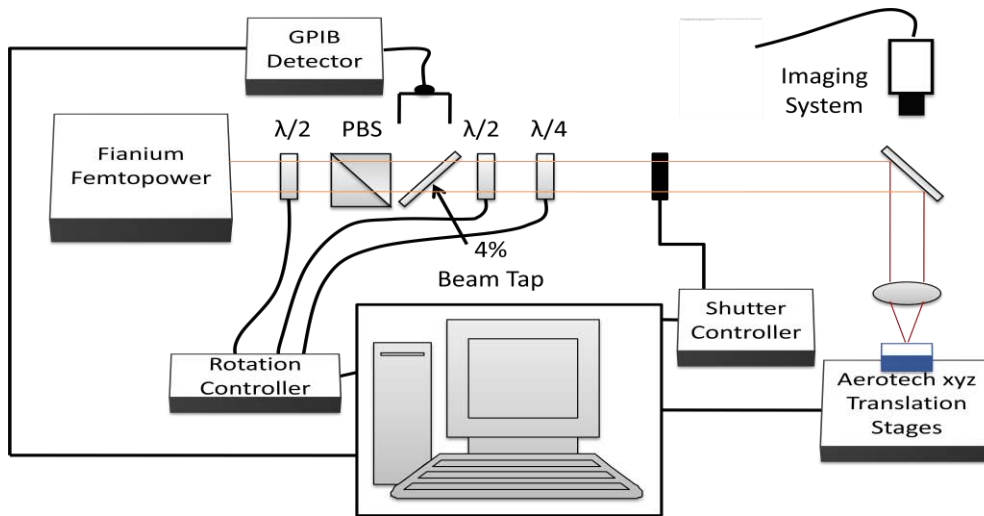 GPIB
Detector
Imaging
System
λ/2
PBS
λ/2
λ/4
Fianium
Femtopower
4%
Beam Tap
Shutter
Controller
Rotation
Controller
Aerotech xyz
Translation
Stages